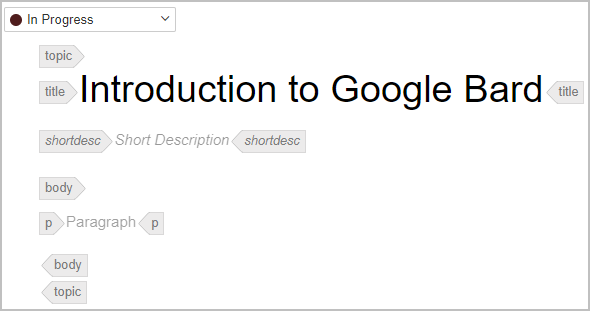 In Progress
topic
title Introduction to Google Bard title
shortdesc Short Description shortdesc
body
p Paragraph p
body
topic